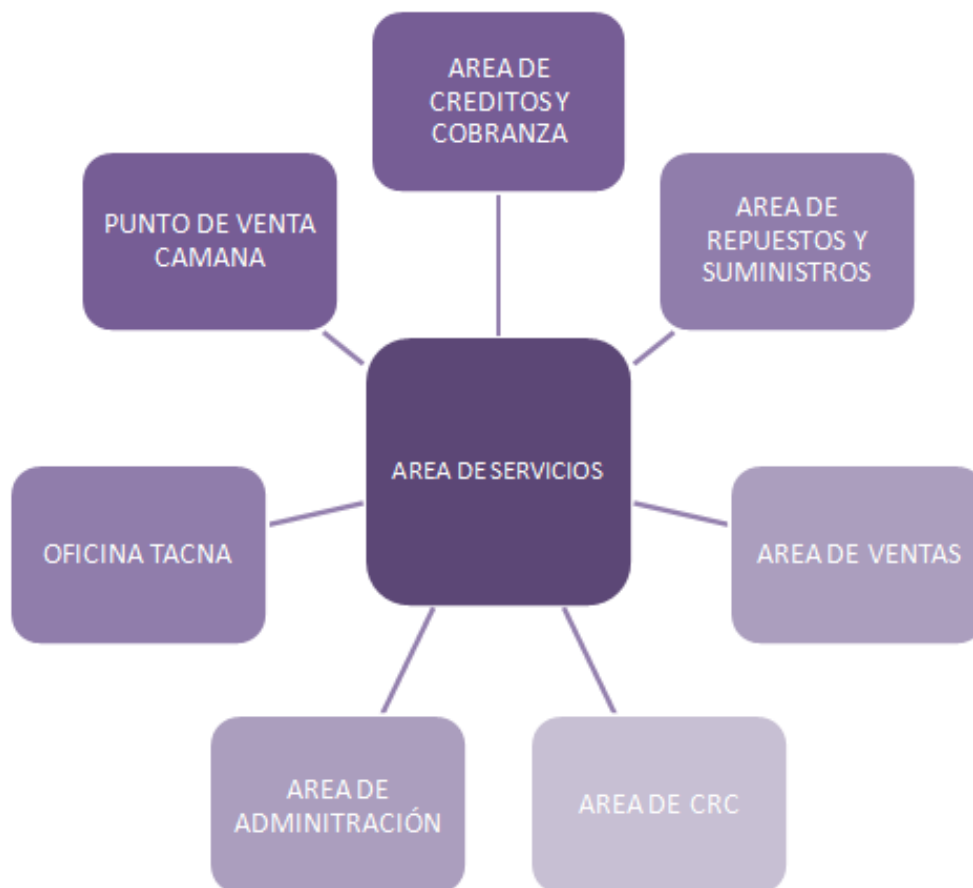 AREA DE
CREDITOS Y
COBRANZA
PUNTO DE VENTA
CAMANA
AREA DE
REPUESTOS Y
SUMINISTROS
AREA DE SERVICIOS
OFICINA TACNA
AREA DE VENTAS
AREA DE
ADMINITRACIÓN
AREA DE CRC